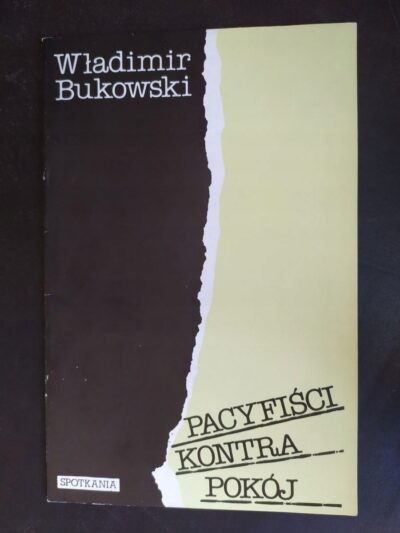 Władimir
Bukowski
PACYFIŚCI
KONTRA
POKÓJ
SPOTKANIA